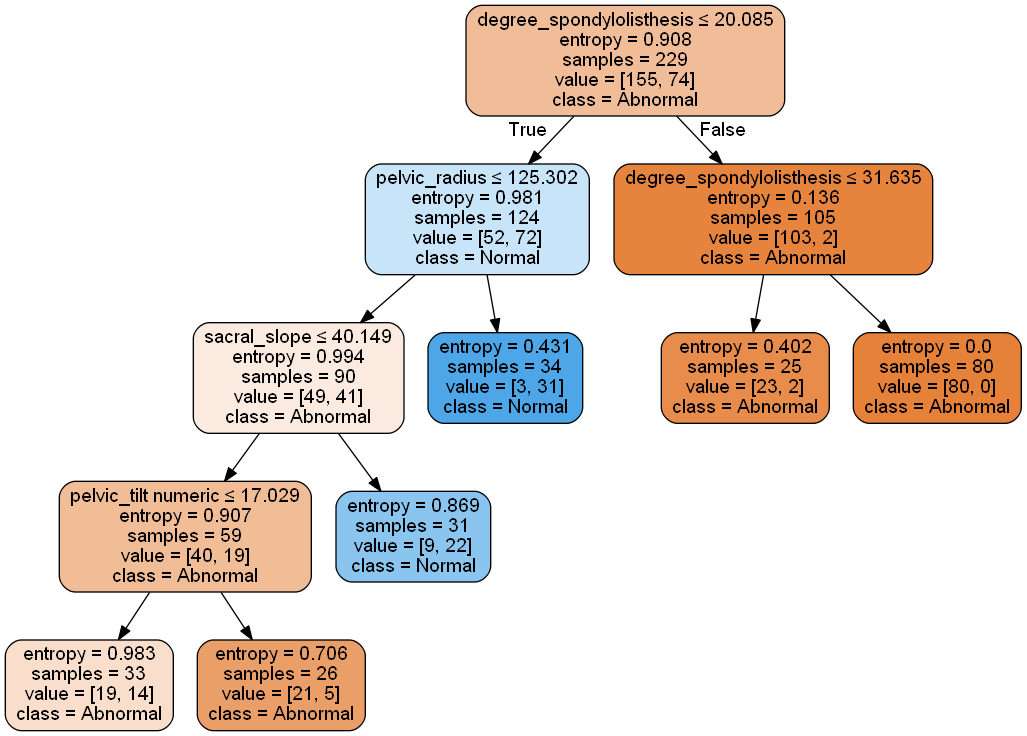 degree_spondylolisthesis ≤ 20.085
entropy = 0.908
samples = 229
value = [155, 74]
class = Abnormal
True
False
pelvic_radius ≤ 125.302
entropy = 0.981
samples = 124
value = [52, 72]
class = Normal
degree_spondylolisthesis ≤ 31.635
entropy = 0.136
samples = 105
value = [103, 2]
class = Abnormal
sacral_slope ≤ 40.149
entropy = 0.994
samples = 90
value = [49, 41]
class = Abnormal
entropy = 0.431
samples = 34
value = [3, 31]
class = Normal
entropy = 0.402
samples = 25
value = [23, 2]
class = Abnormal
entropy = 0.0
samples = 80
value = [80, 0]
class = Abnormal
pelvic_tilt numeric ≤ 17.029
entropy = 0.907
samples = 59
value = [40, 19]
class = Abnormal
entropy = 0.869
samples = 31
value = [9, 22]
class = Normal
entropy = 0.983
samples = 33
value = [19, 14]
class = Abnormal
entropy = 0.706
samples = 26
value = [21, 5]
class = Abnormal